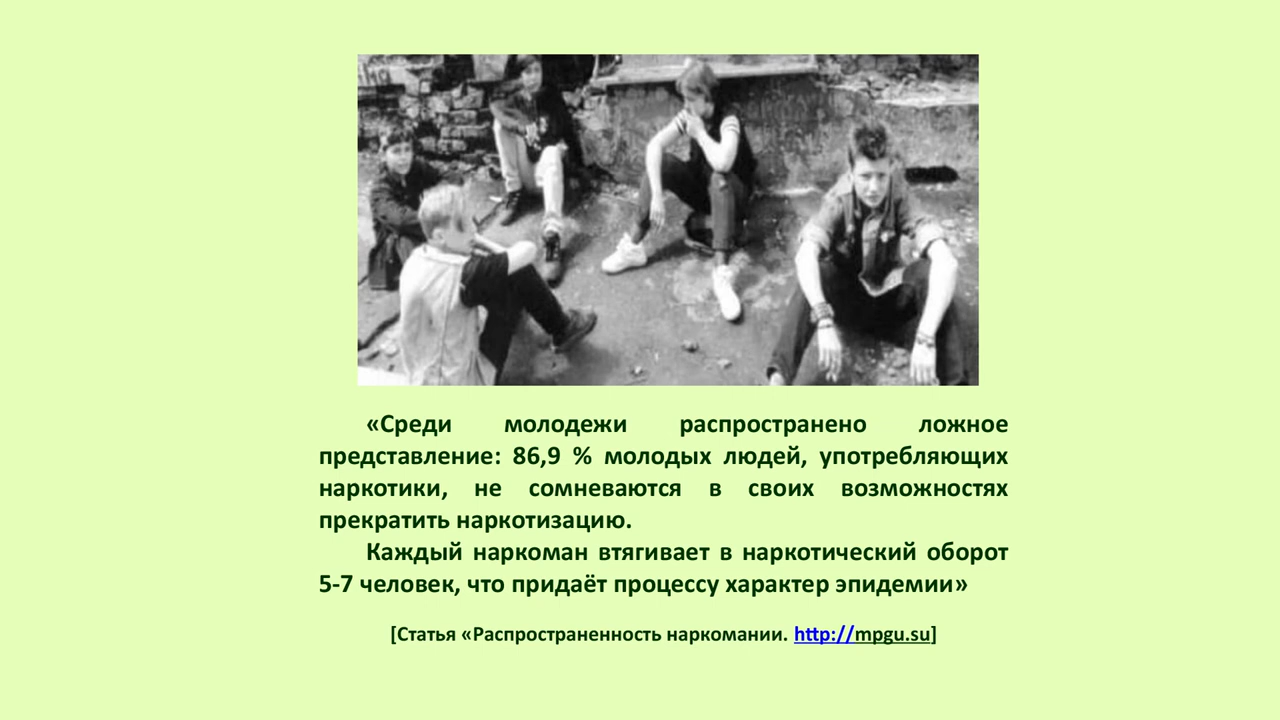 «Среди молодежи распространено ложное
представление: 86,9 % молодых людей, употребляющих
наркотики, не сомневаются в своих возможностях
прекратить наркотизацию.
Каждый наркоман втягивает в наркотический оборот
5-7 человек, что придаёт процессу характер эпидемии»
[Статья «Распространенность наркомании. http://mpgu.su]